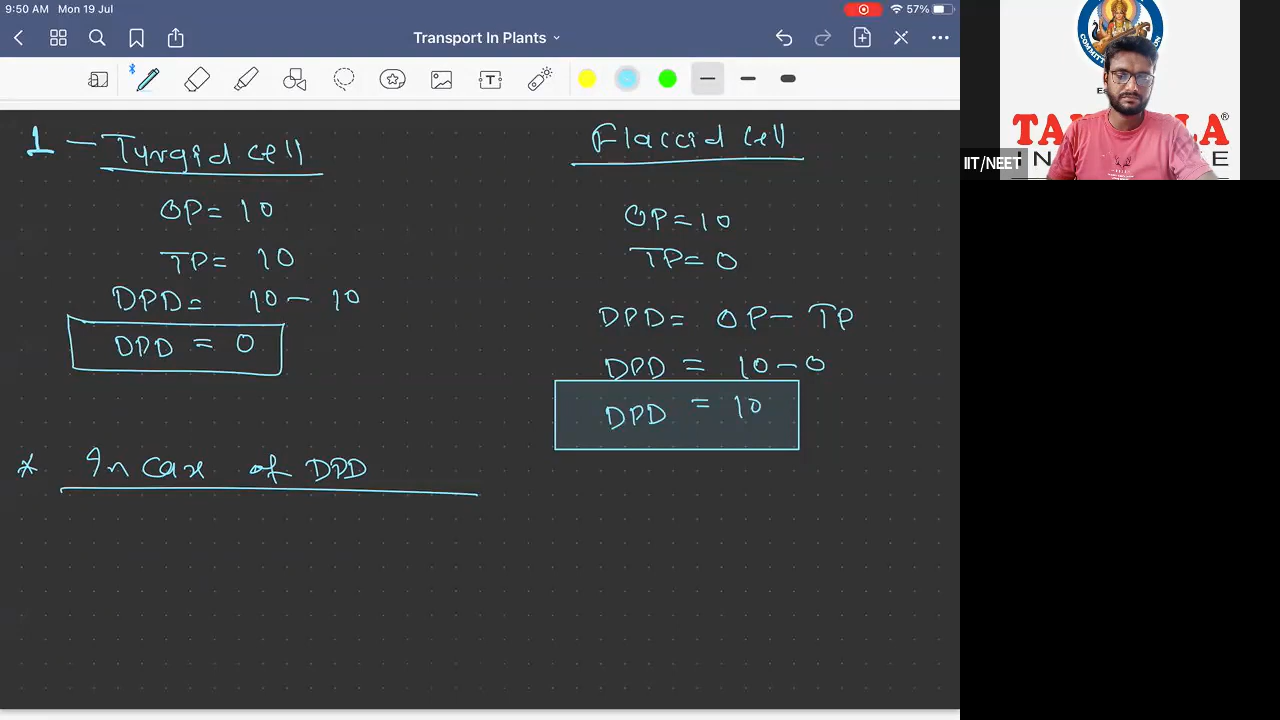 9:50 AM Mon 19 Jul
57%
Transport In Plants
1 - Turgid cell
OP = 10
TP = 10
DPD = 10 - 10
DPD = 0
Flaccid cell
OP = 10
TP = 0
DPD = OP - TP
DPD = 10 - 0
DPD = 10
* In case of DPD
IIT/NEET